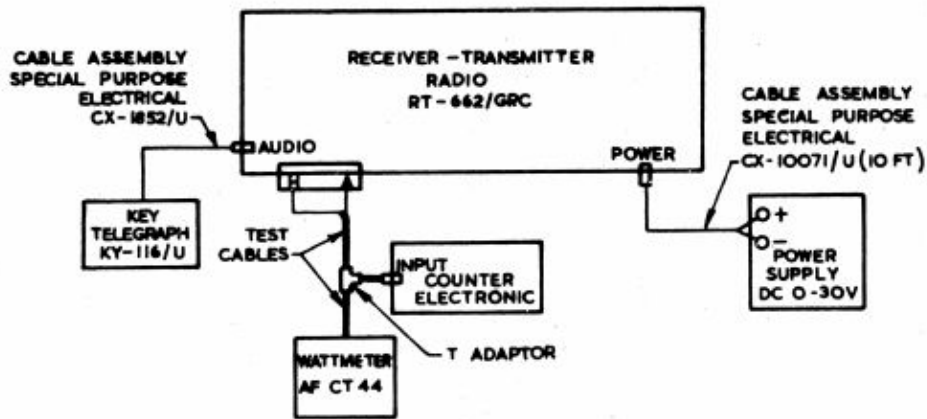 RECEIVER - TRANSMITTER
RADIO
RT - 662/GRC
CABLE ASSEMBLY
SPECIAL PURPOSE
ELECTRICAL
CX-1852/U
AUDIO
POWER
CABLE ASSEMBLY
SPECIAL PURPOSE
ELECTRICAL
CX-10071/U (10 FT)
KEY
TELEGRAPH
KY-116/U
TEST
CABLES
INPUT
COUNTER
ELECTRONIC
+
-
POWER
SUPPLY
DC 0-30V
T ADAPTOR
WATTMETER
AF CT 44